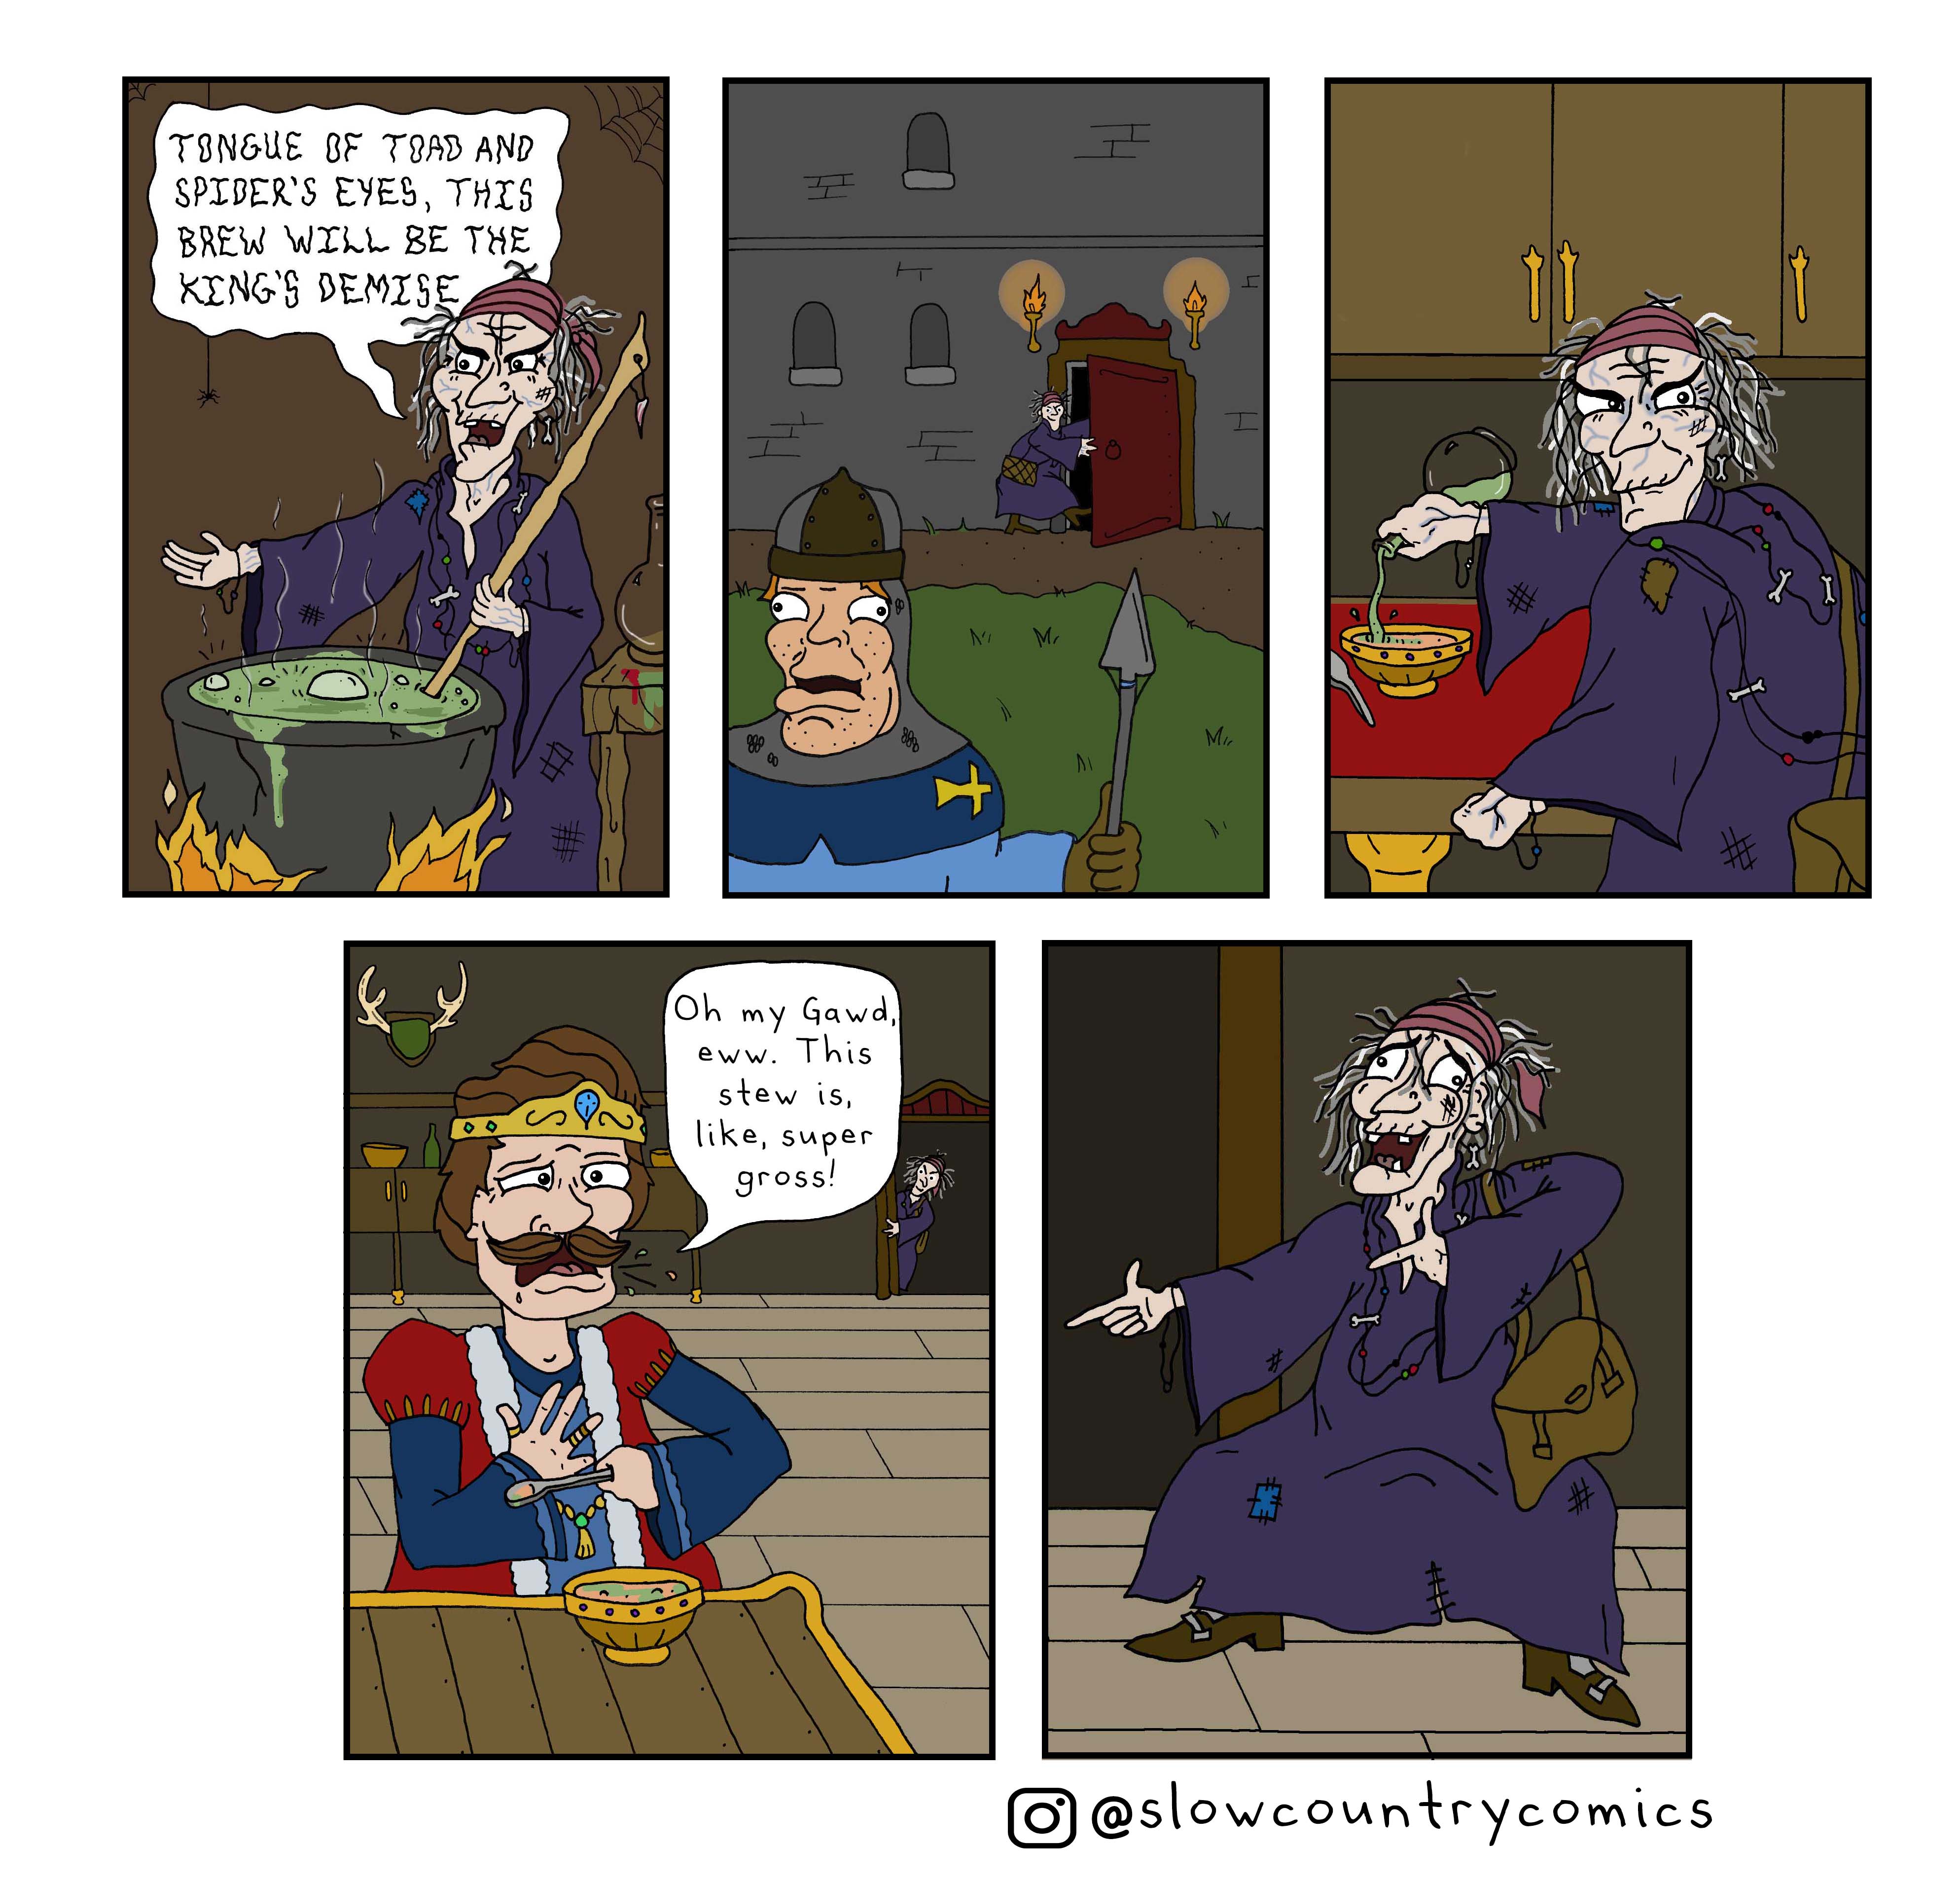 TONGUE OF TOAD AND
SPIDER'S EYES, THIS
BREW WILL BE THE
KING'S DEMISE
Oh my Gawd,
eww. This
stew is,
like, super
gross!
@slowcountrycomics